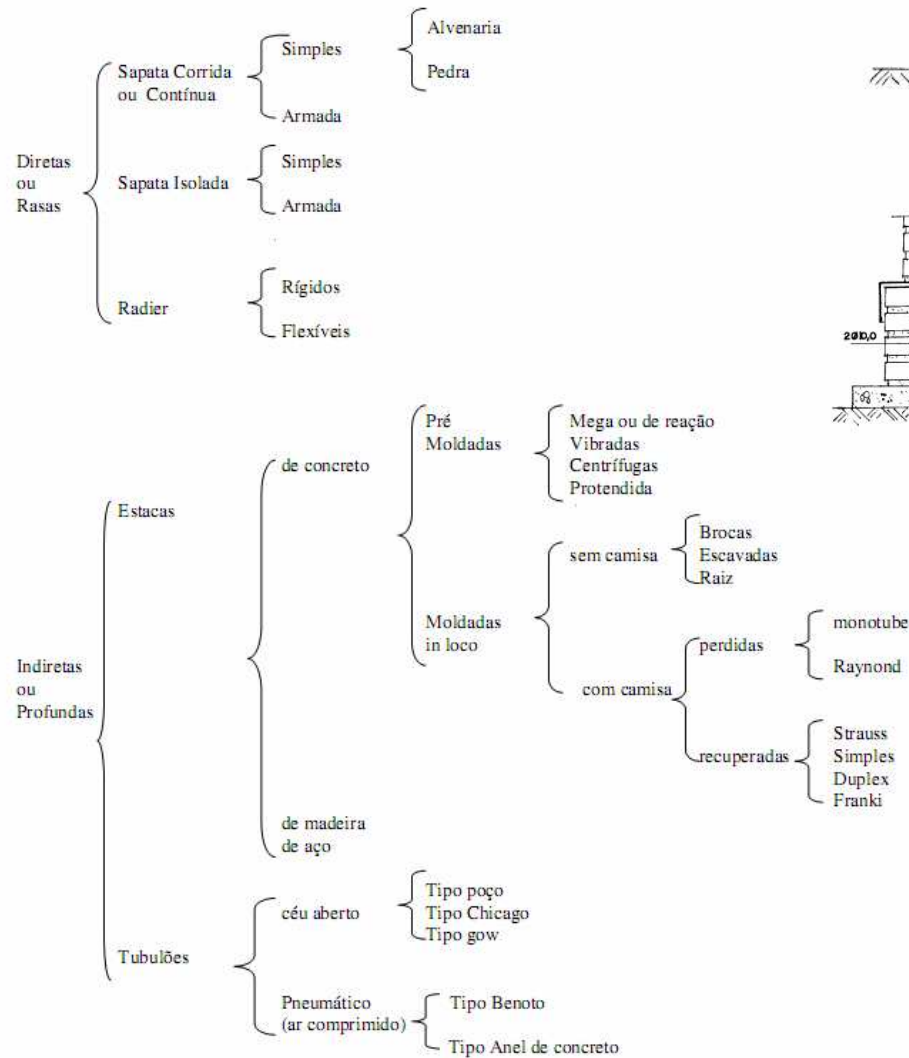 Alvenaria
Simples
Pedra
Sapata Corrida
ou Contínua
Armada
Diretas
ou
Rasas
Simples
Sapata Isolada
Armada
Rígidos
Radier
Flexíveis
2Ø10,0
Pré
Moldadas
Mega ou de reação
Vibradas
Centrífugas
Protendida
de concreto
Estacas
Brocas
sem camisa
Escavadas
Raiz
Moldadas
in loco
monotube
perdidas
Raynond
com camisa
Indiretas
ou
Profundas
Strauss
recuperadas
Simples
Duplex
Franki
de madeira
de aço
Tipo poço
céu aberto
Tipo Chicago
Tipo gow
Tubulões
Pneumático
(ar comprimido)
Tipo Benoto
Tipo Anel de concreto